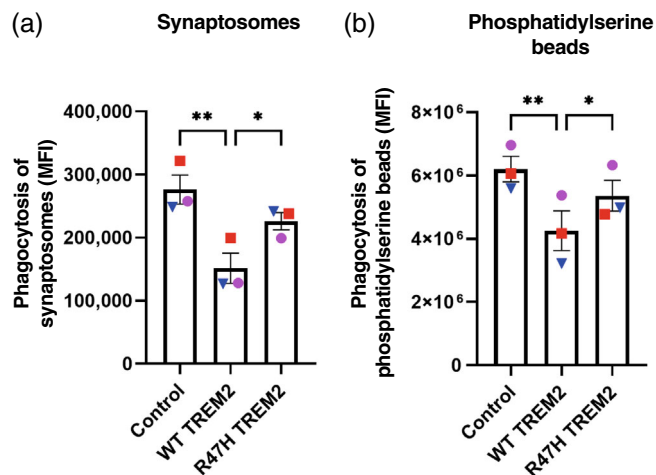 (a)
Synaptosomes
Phagocytosis of
synaptosomes (MFI)
400,000
300,000
200,000
100,000
0
**
*
Control
WT TREM2
R47H TREM2
(b)
Phosphatidylserine
beads
Phagocytosis of
phosphatidylserine beads (MFI)
8×10⁶
6×10⁶
4×10⁶
2×10⁶
0
**
*
Control
WT TREM2
R47H TREM2